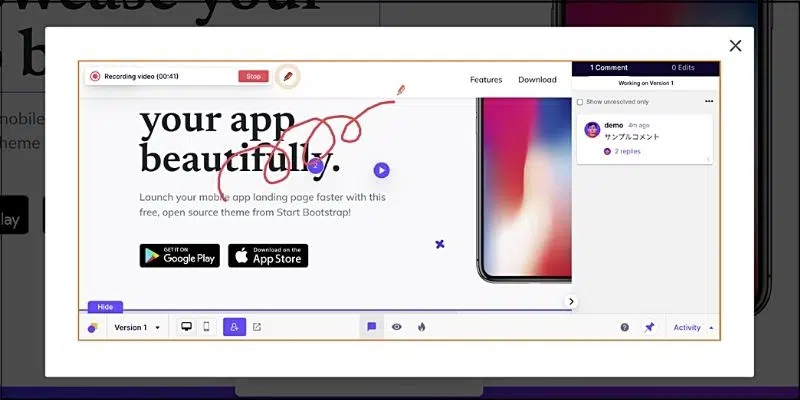 wcase your
b
mobile
heme
lay
Recording video (00:41)
Stop
Features
Download
1 Comment
0 Edits
Working on Version 1
Show unresolved only
demo
4m ago
サンプルコメント
2 replies
your app
beautifully.
2
Launch your mobile app landing page faster with this
free, open source theme from Start Bootstrap!
GET IT ON
Google Play
Download on the
App Store
Hide
Version 1
Activity